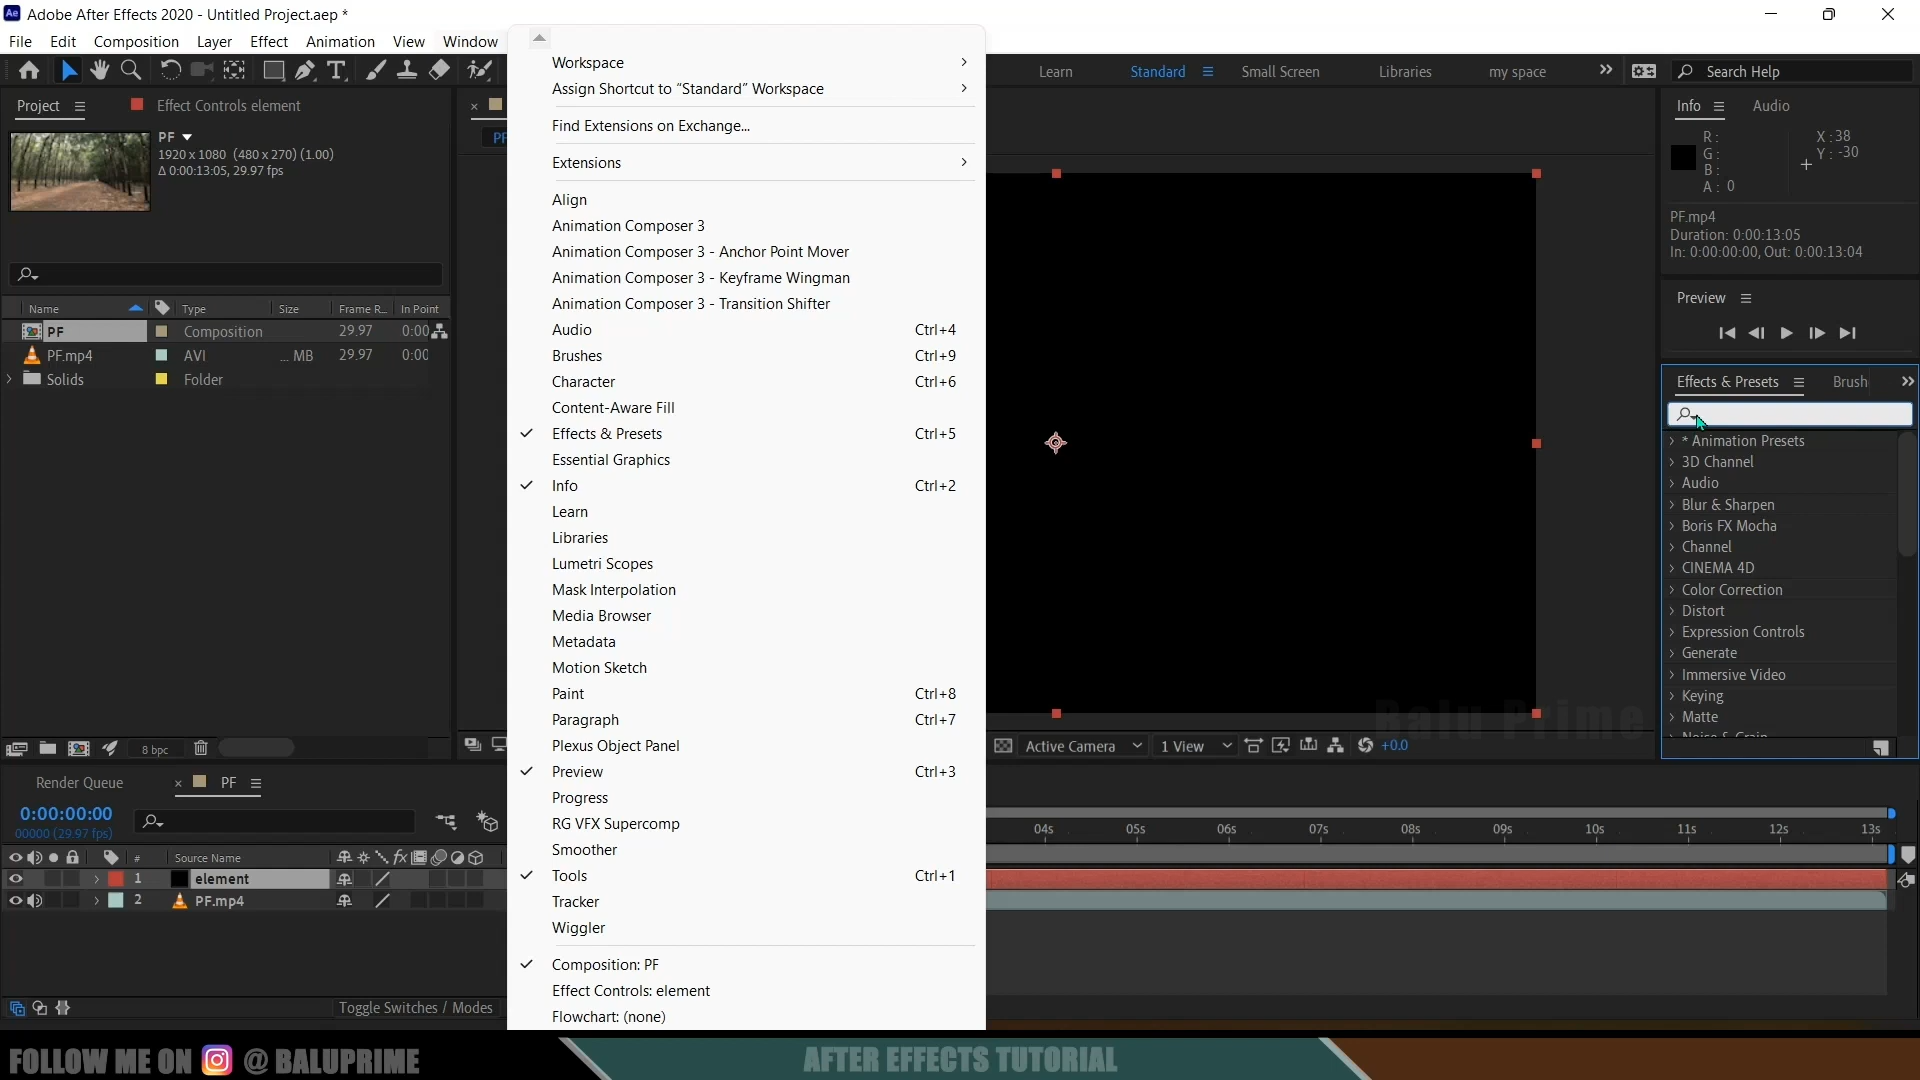 Adobe After Effects 2020 - Untitled Project.aep *
File Edit Composition Layer Effect Animation View Window
Learn Standard Small Screen Libraries my space Search Help
Project Effect Controls element
PF
1920 x 1080 (480 x 270) (1.00)
Δ 0:00:13:05, 29.97 fps
Name Type Size Frame R... In Point
PF Composition 29.97 0:00
PF.mp4 AVI ... MB 29.97 0:00
Solids Folder
8 bpc
PF
Workspace
Assign Shortcut to “Standard” Workspace
Find Extensions on Exchange...
Extensions
Align
Animation Composer 3
Animation Composer 3 - Anchor Point Mover
Animation Composer 3 - Keyframe Wingman
Animation Composer 3 - Transition Shifter
Audio Ctrl+4
Brushes Ctrl+9
Character Ctrl+6
Content-Aware Fill
Effects & Presets Ctrl+5
Essential Graphics
Info Ctrl+2
Learn
Libraries
Lumetri Scopes
Mask Interpolation
Media Browser
Metadata
Motion Sketch
Paint Ctrl+8
Paragraph Ctrl+7
Plexus Object Panel
Preview Ctrl+3
Progress
RG VFX Supercomp
Smoother
Tools Ctrl+1
Tracker
Wiggler
Composition: PF
Effect Controls: element
Flowchart: (none)
Balu Prime
Active Camera 1 View +0.0
Info Audio
R: X: 38
G: Y: -30
B:
A: 0
PF.mp4
Duration: 0:00:13:05
In: 0:00:00:00, Out: 0:00:13:04
Preview
Effects & Presets Brush
* Animation Presets
3D Channel
Audio
Blur & Sharpen
Boris FX Mocha
Channel
CINEMA 4D
Color Correction
Distort
Expression Controls
Generate
Immersive Video
Keying
Matte
Noise & Grain
Render Queue PF
0:00:00:00
00000 (29.97 fps)
04s 05s 06s 07s 08s 09s 10s 11s 12s 13s
# Source Name
1 element
2 PF.mp4
Toggle Switches / Modes
FOLLOW ME ON @ BALUPRIME
AFTER EFFECTS TUTORIAL